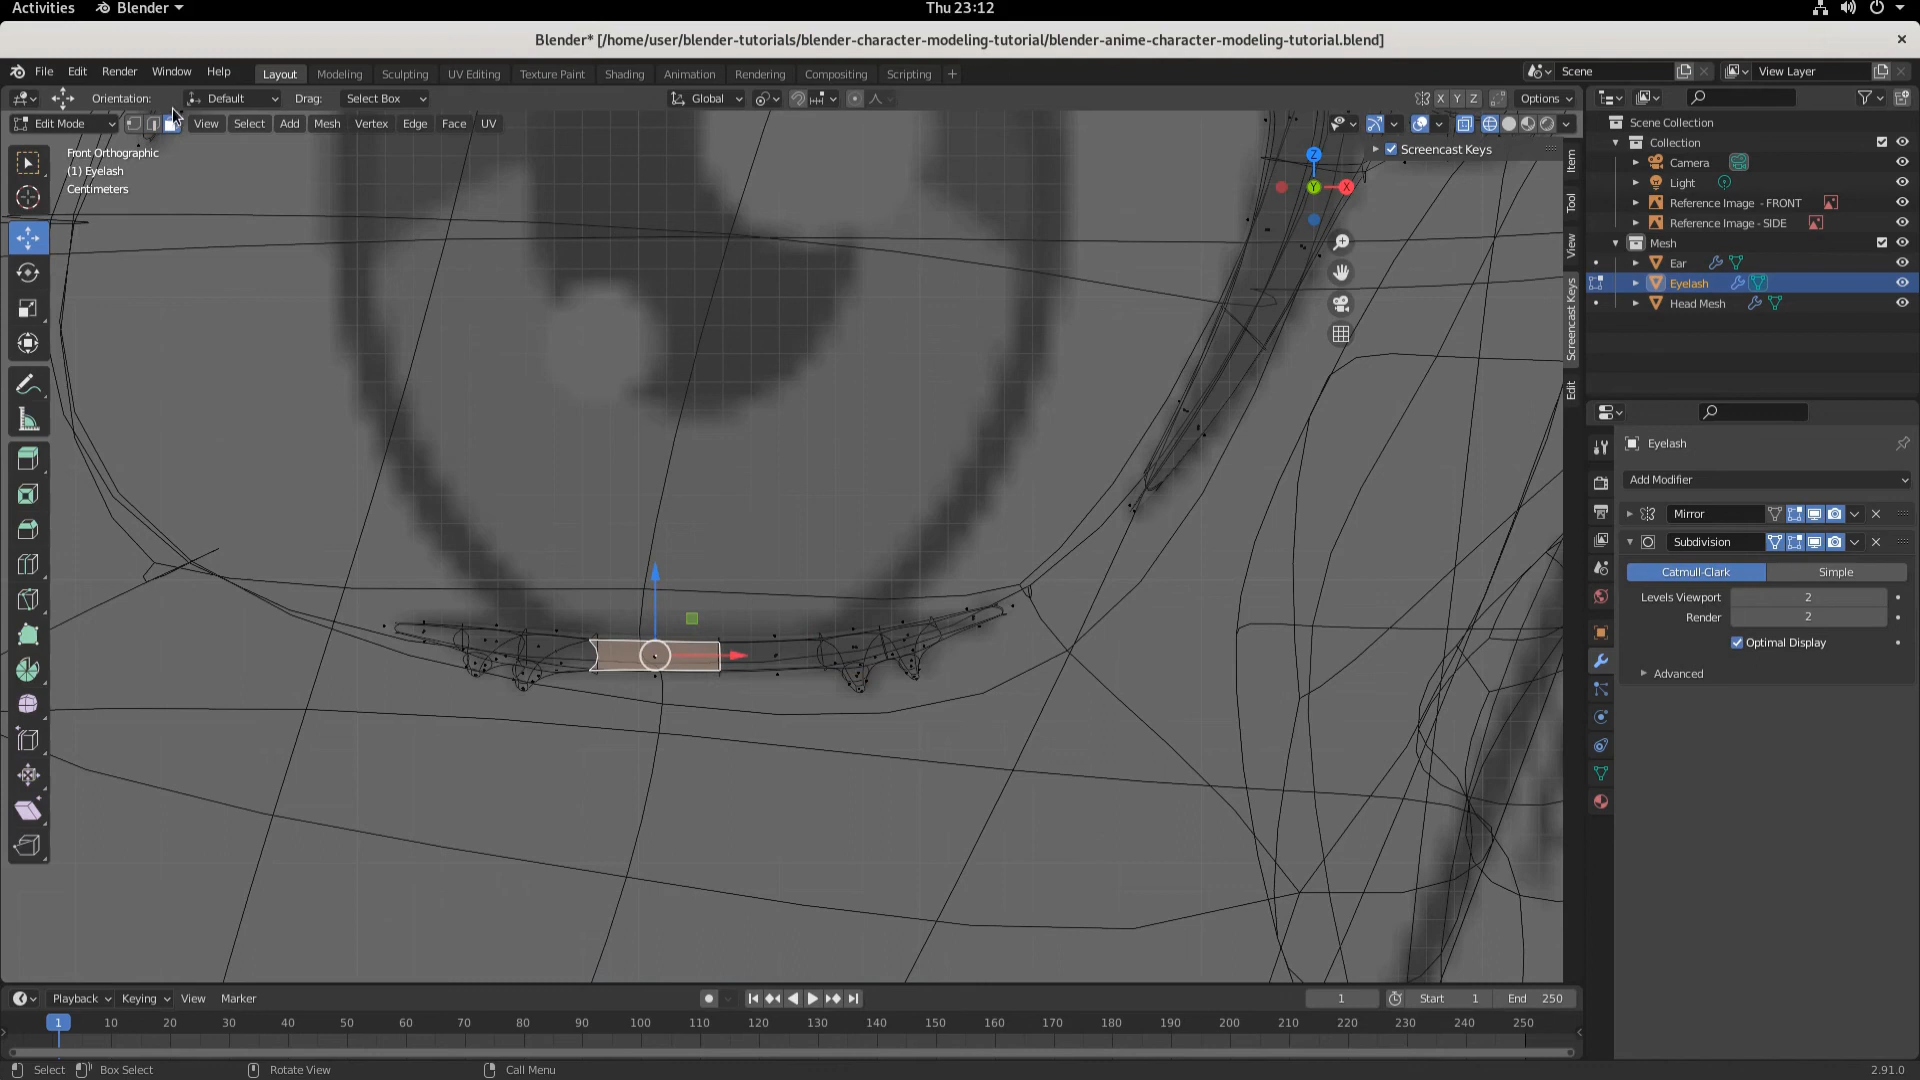 Activities Blender Thu 23:12
Blender* [/home/user/blender-tutorials/blender-character-modeling-tutorial/blender-anime-character-modeling-tutorial.blend]
File Edit Render Window Help Layout Modeling Sculpting UV Editing Texture Paint Shading Animation Rendering Compositing Scripting + Scene View Layer
Orientation: Default Drag: Select Box Global X Y Z Options
Edit Mode View Select Add Mesh Vertex Edge Face UV
Front Orthographic
(1) Eyelash
Centimeters
Screencast Keys
Z
Y X
Item
Tool
View
Screencast Keys
Edit
Scene Collection
Collection
Camera
Light
Reference Image - FRONT
Reference Image - SIDE
Mesh
Ear
Eyelash
Head Mesh
Eyelash
Add Modifier
Mirror
Subdivision
Catmull-Clark Simple
Levels Viewport 2
Render 2
Optimal Display
Advanced
Playback Keying View Marker 1 Start 1 End 250
1 10 20 30 40 50 60 70 80 90 100 110 120 130 140 150 160 170 180 190 200 210 220 230 240 250
Select Box Select Rotate View Call Menu 2.91.0